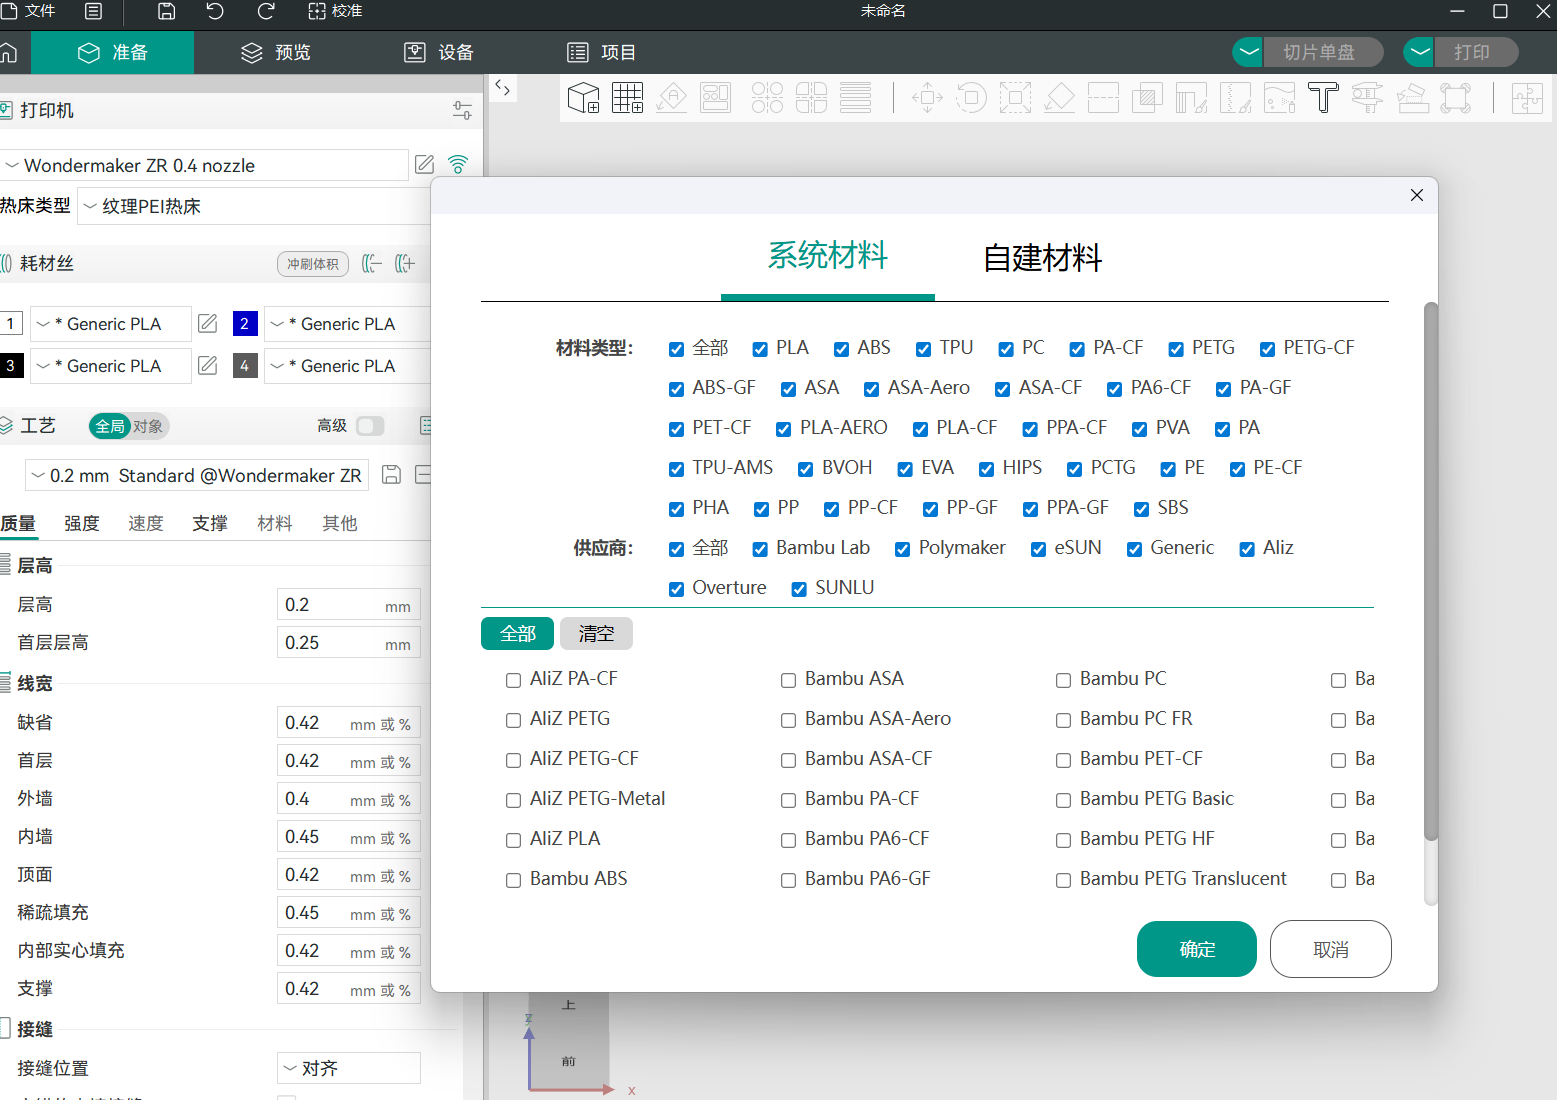 文件 校准 未命名
准备 预览 设备 项目 切片单盘 打印
打印机
Wondermaker ZR 0.4 nozzle
热床类型 纹理PEI热床
耗材丝 冲刷体积
1 * Generic PLA 2 * Generic PLA
3 * Generic PLA 4 * Generic PLA
工艺 全局 对象 高级
0.2 mm Standard @Wondermaker ZR
质量 强度 速度 支撑 材料 其他
层高
层高 0.2 mm
首层层高 0.25 mm
线宽
缺省 0.42 mm 或 %
首层 0.42 mm 或 %
外墙 0.4 mm 或 %
内墙 0.45 mm 或 %
顶面 0.42 mm 或 %
稀疏填充 0.45 mm 或 %
内部实心填充 0.42 mm 或 %
支撑 0.42 mm 或 %
接缝
接缝位置 对齐
系统材料 自建材料
材料类型: 全部 PLA ABS TPU PC PA-CF PETG PETG-CF
ABS-GF ASA ASA-Aero ASA-CF PA6-CF PA-GF
PET-CF PLA-AERO PLA-CF PPA-CF PVA PA
TPU-AMS BVOH EVA HIPS PCTG PE PE-CF
PHA PP PP-CF PP-GF PPA-GF SBS
供应商: 全部 Bambu Lab Polymaker eSUN Generic Aliz
Overture SUNLU
全部 清空
AliZ PA-CF Bambu ASA Bambu PC Ba
AliZ PETG Bambu ASA-Aero Bambu PC FR Ba
AliZ PETG-CF Bambu ASA-CF Bambu PET-CF Ba
AliZ PETG-Metal Bambu PA-CF Bambu PETG Basic Ba
AliZ PLA Bambu PA6-CF Bambu PETG HF Ba
Bambu ABS Bambu PA6-GF Bambu PETG Translucent Ba
确定 取消
上
z
前
x